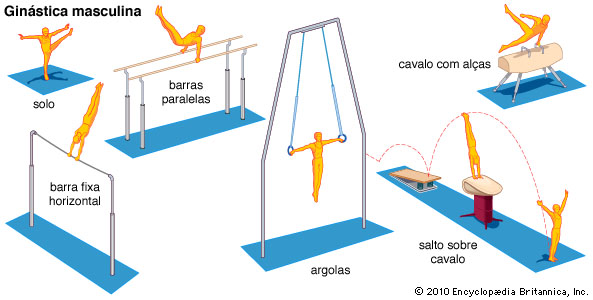 Ginástica masculina
solo
barras
paralelas
cavalo com alças
barra fixa
horizontal
argolas
salto sobre
cavalo
© 2010 Encyclopædia Britannica, Inc.